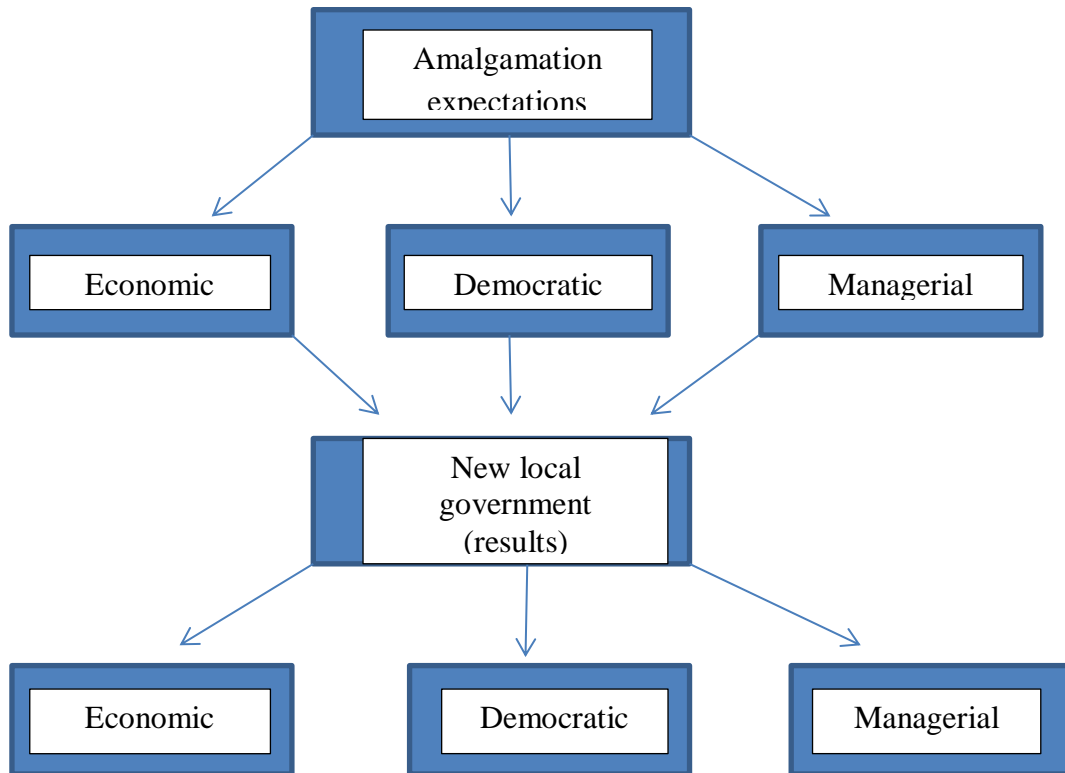 Amalgamation
expectations
Economic
Democratic
Managerial
New local
government
(results)
Economic
Democratic
Managerial